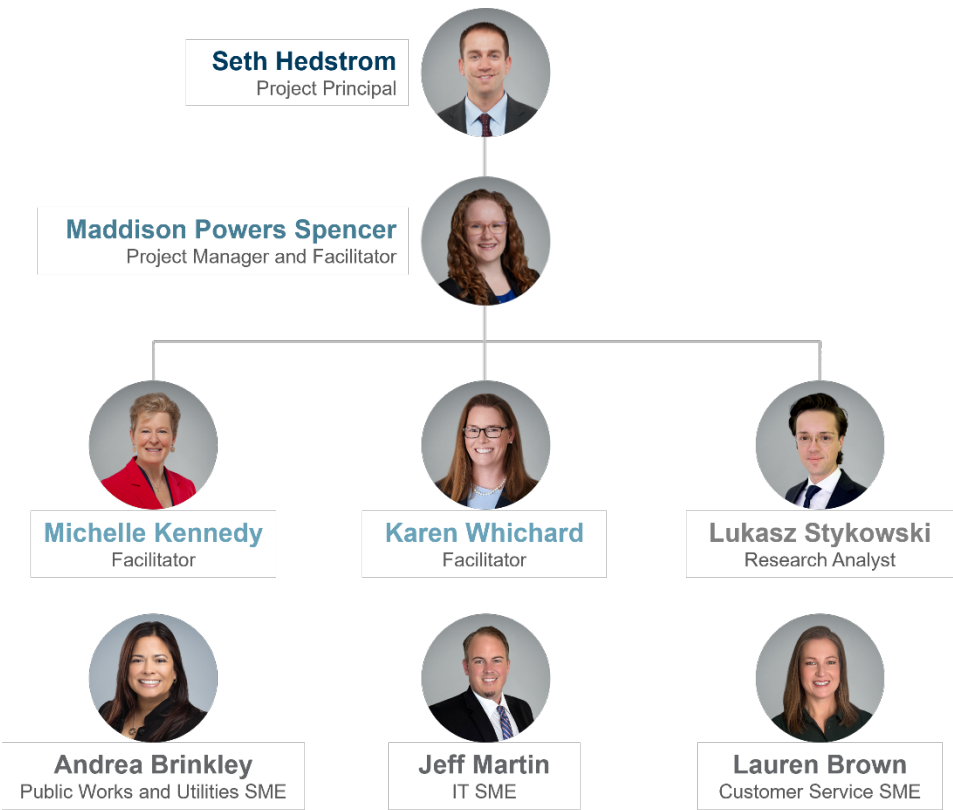 Seth Hedstrom
Project Principal
Maddison Powers Spencer
Project Manager and Facilitator
Michelle Kennedy
Facilitator
Karen Whichard
Facilitator
Lukasz Stykowski
Research Analyst
Andrea Brinkley
Public Works and Utilities SME
Jeff Martin
IT SME
Lauren Brown
Customer Service SME